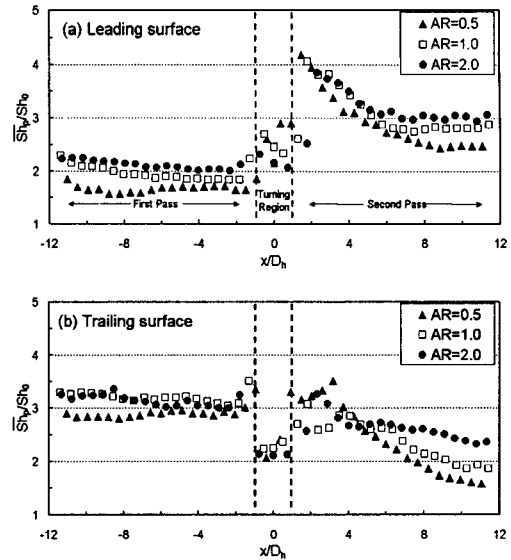 (a) Leading surface
▲ AR=0.5
□ AR=1.0
● AR=2.0
5
4
3
2
1
Sh̅p/Sh0
First Pass
Turning
Region
Second Pass
-12 -8 -4 0 4 8 12
x/Dh
(b) Trailing surface
▲ AR=0.5
□ AR=1.0
● AR=2.0
5
4
3
2
1
Sh̅p/Sh0
-12 -8 -4 0 4 8 12
x/Dh